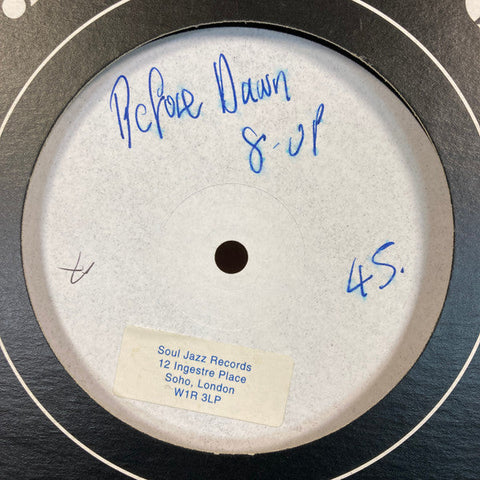 Before Dawn
8-UP
45.
Soul Jazz Records
12 Ingestre Place
Soho, London
W1R 3LP